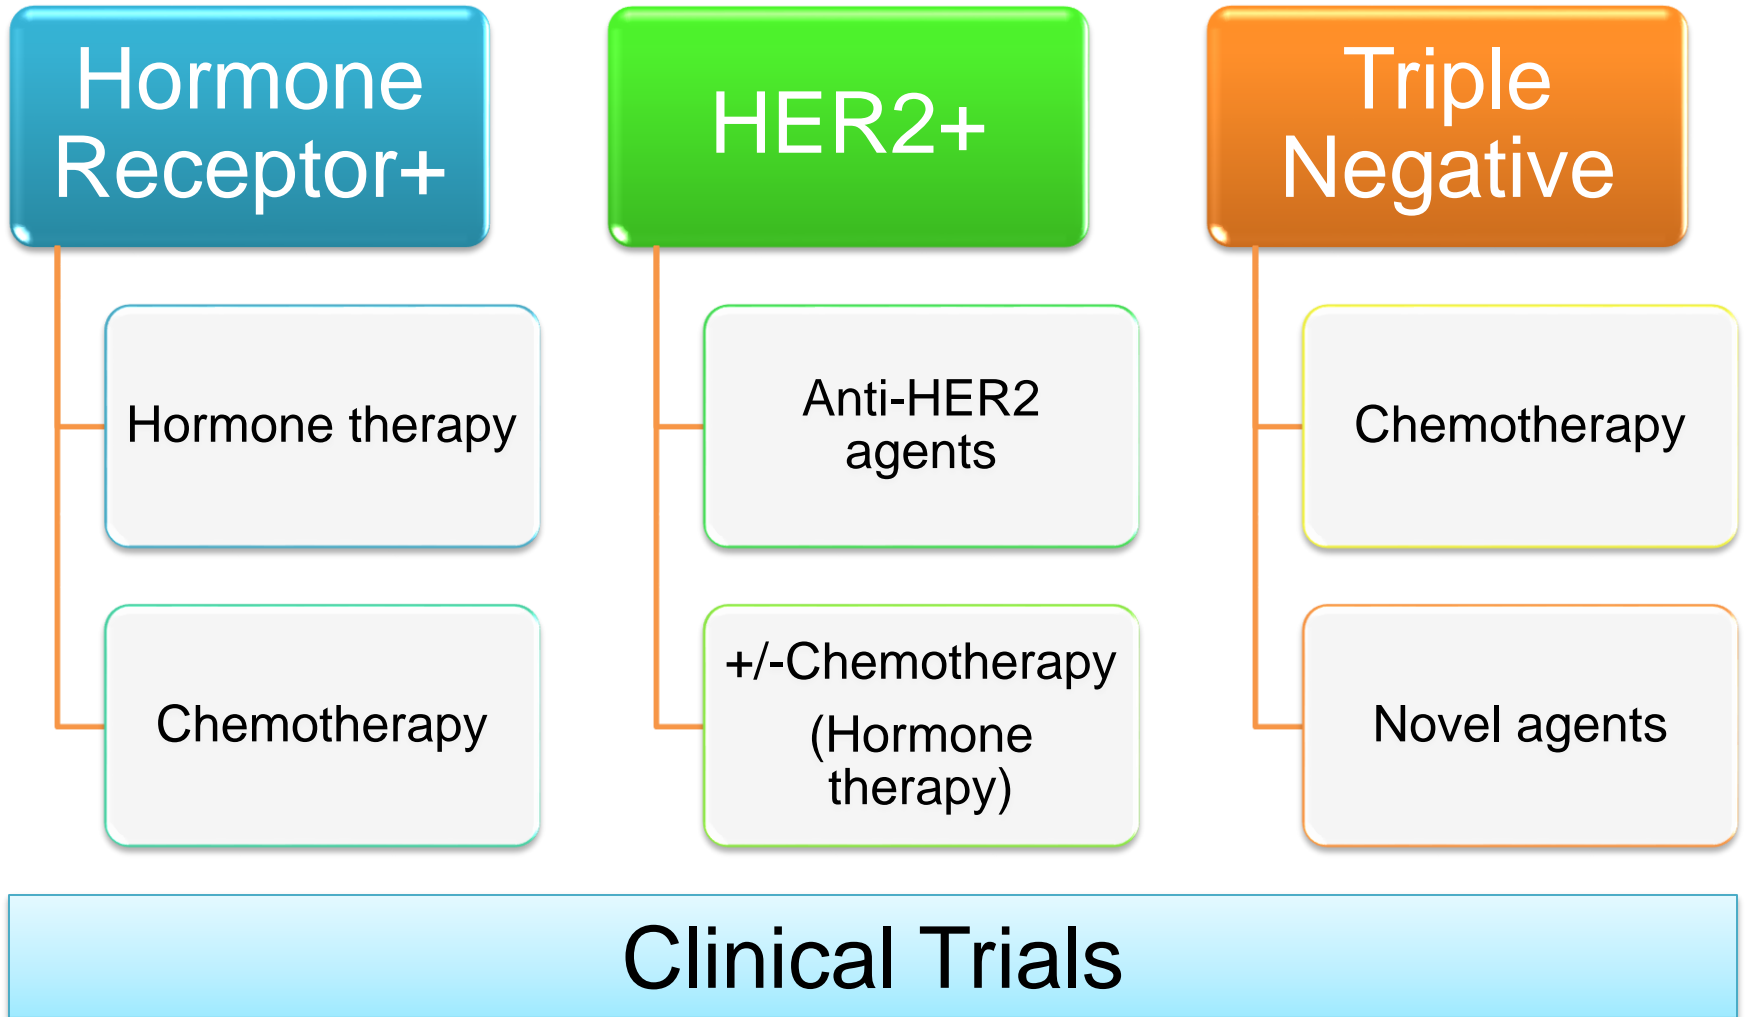 Hormone
Receptor+
Hormone therapy
Chemotherapy
HER2+
Anti-HER2
agents
+/-Chemotherapy
(Hormone
therapy)
Triple
Negative
Chemotherapy
Novel agents
Clinical Trials